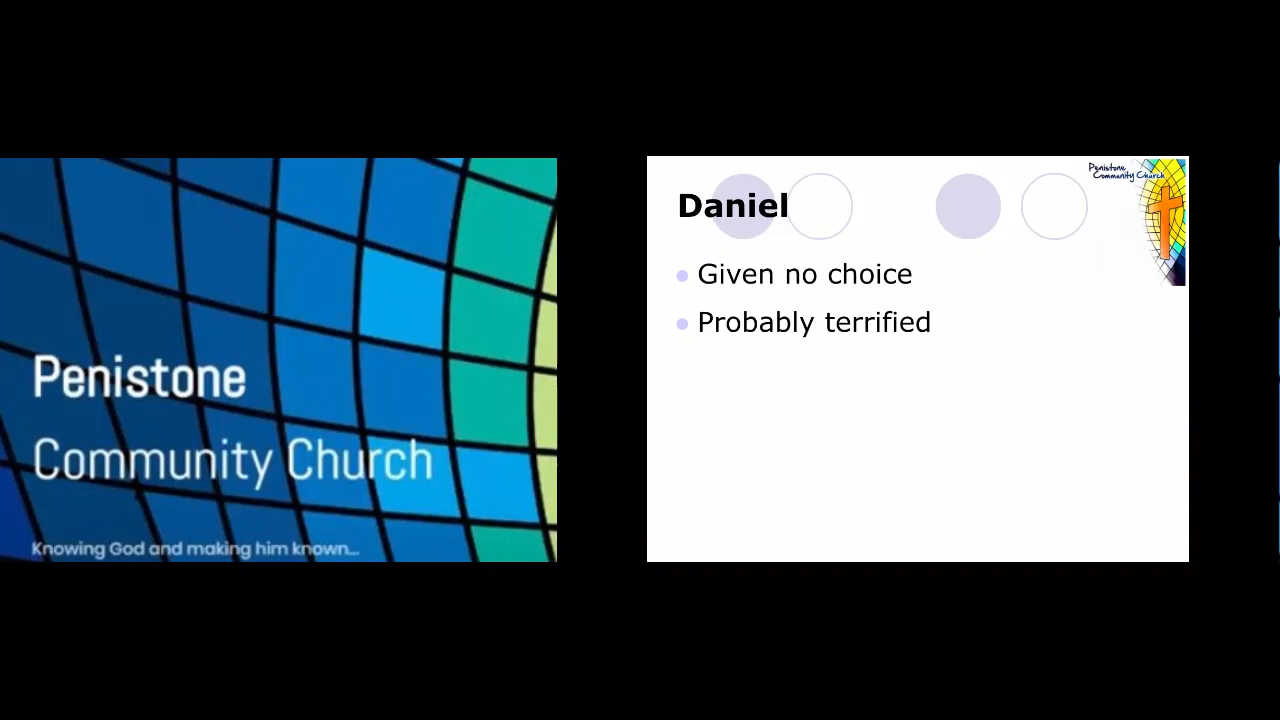 Penistone
Community Church
Knowing God and making him known...
Penistone
Community Church
Daniel
Given no choice
Probably terrified